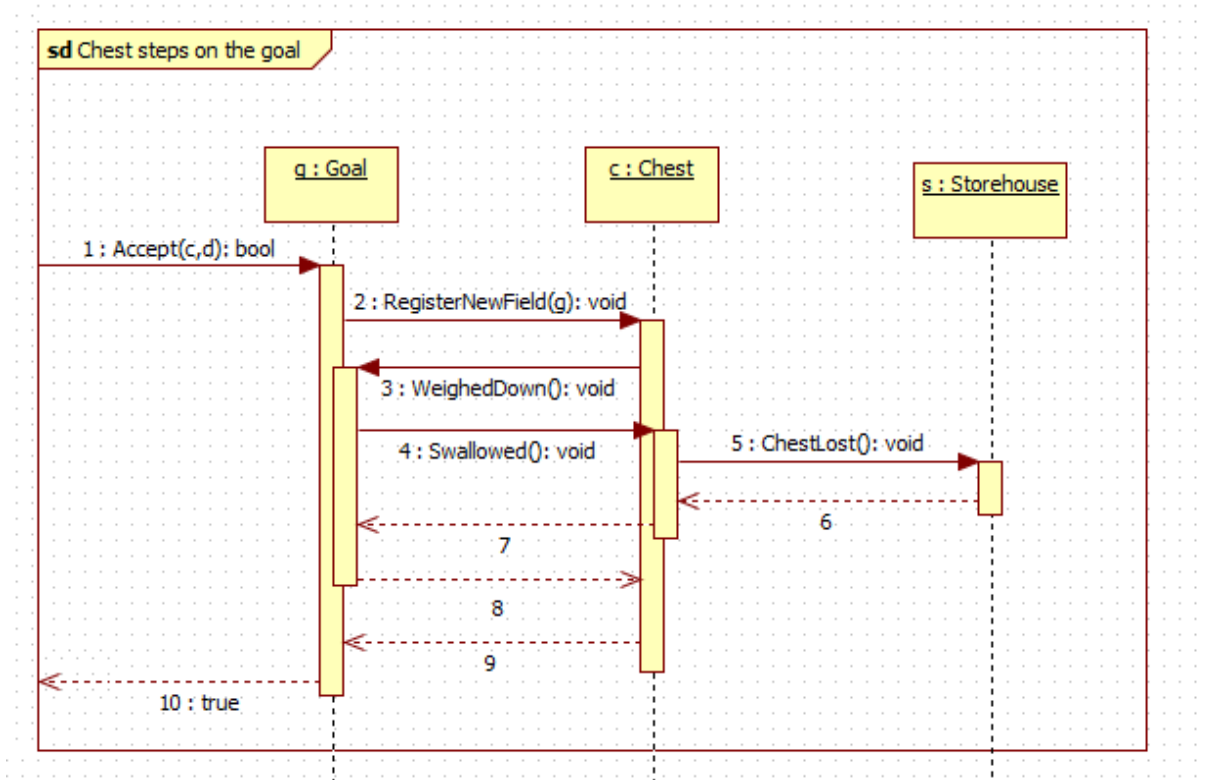 sd Chest steps on the goal
g : Goal
c : Chest
s : Storehouse
1 : Accept(c,d): bool
2 : RegisterNewField(g): void
3 : WeighedDown(): void
4 : Swallowed(): void
5 : ChestLost(): void
6
7
8
9
10 : true